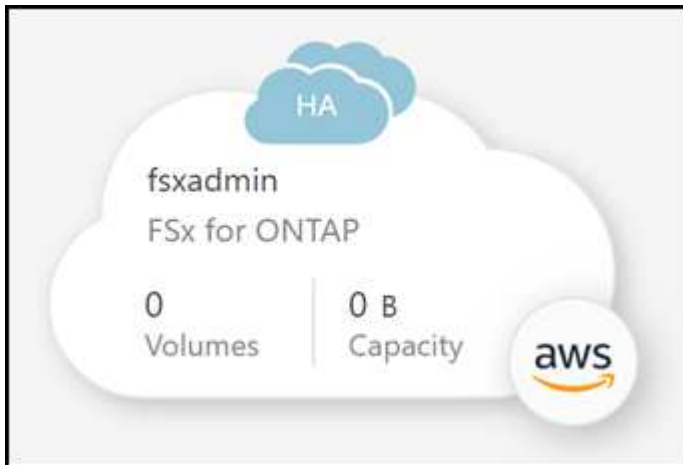 HA
fsxadmin
FSx for ONTAP
0 0 B
Volumes Capacity
aws